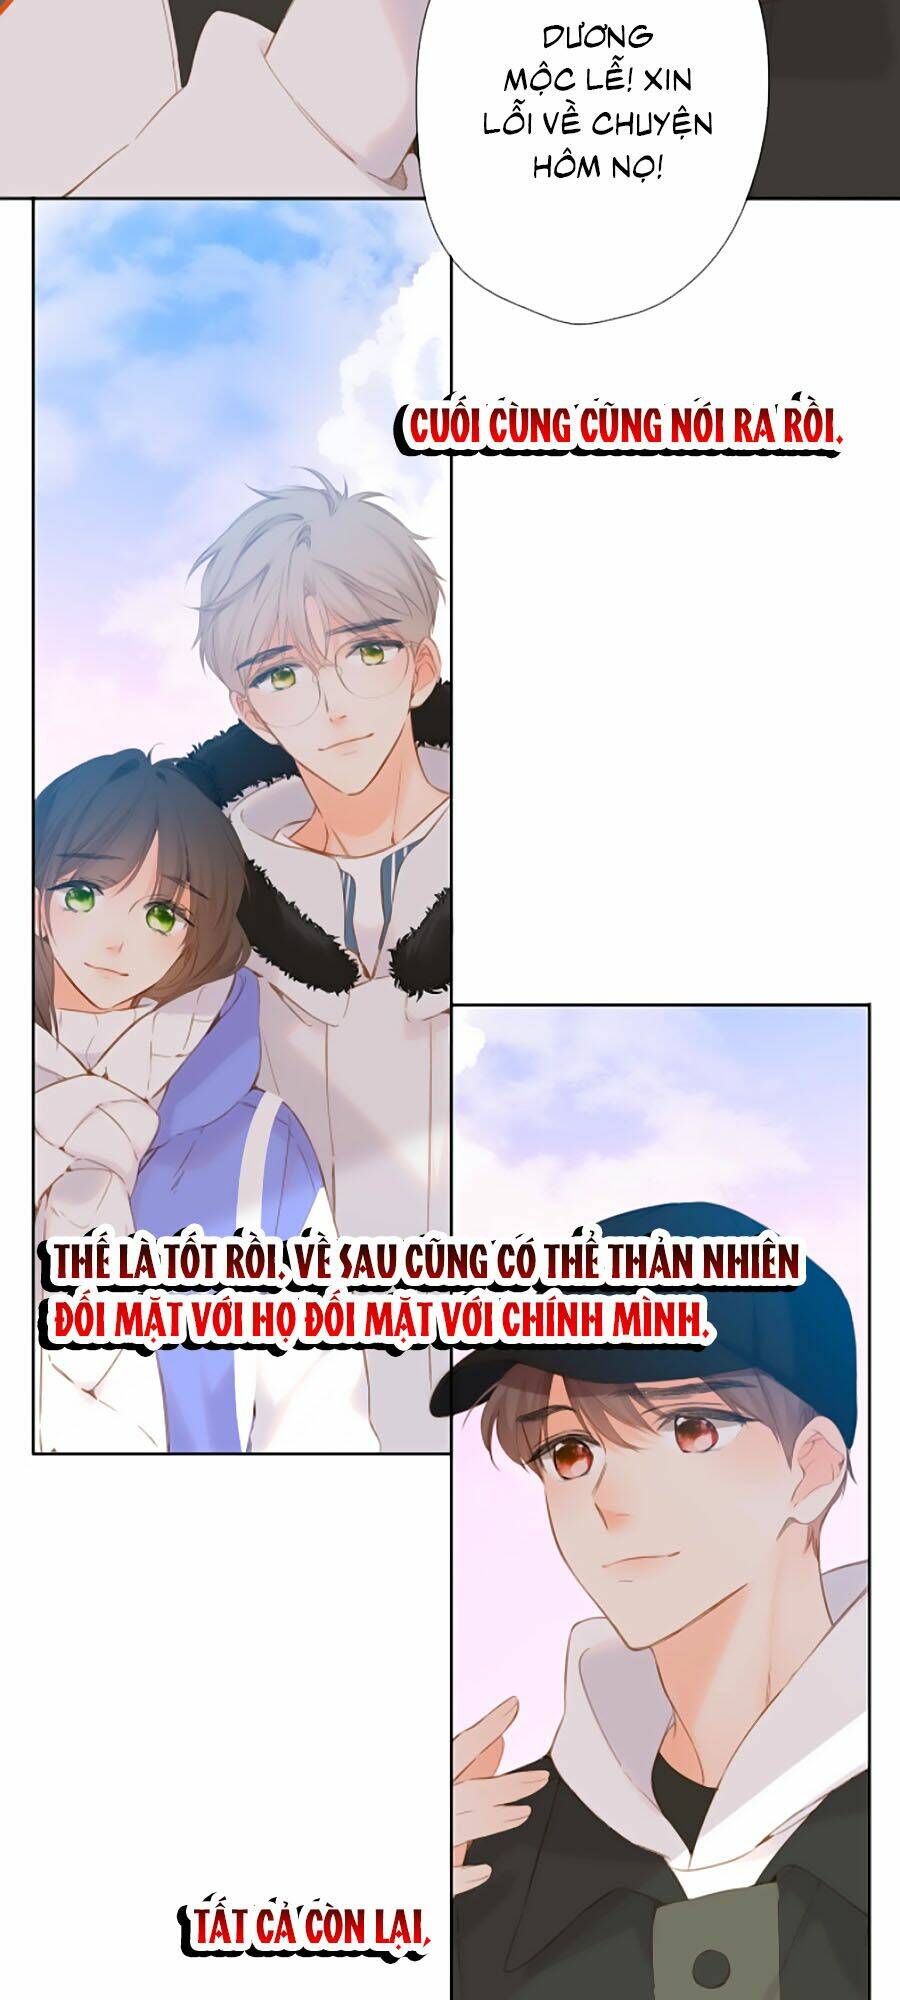 DƯƠNG
MỘC LỄ! XIN
LỖI VỀ CHUYỆN
HÔM NỌ!
CUỐI CÙNG CŨNG NÓI RA RỒI.
THẾ LÀ TỐT RỒI. VỀ SAU CŨNG CÓ THỂ THẢN NHIÊN
ĐỐI MẶT VỚI HỌ ĐỐI MẶT VỚI CHÍNH MÌNH.
TẤT CẢ CÒN LẠI,